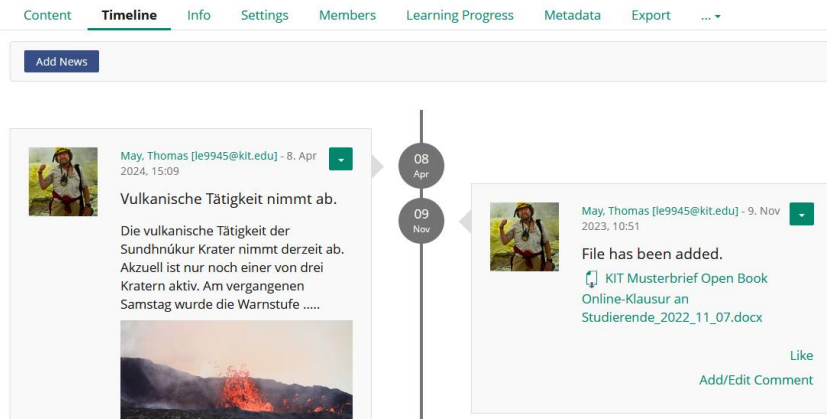 Content Timeline Info Settings Members Learning Progress Metadata Export ...
Add News
May, Thomas [le9945@kit.edu] - 8. Apr
2024, 15:09
Vulkanische Tätigkeit nimmt ab.
Die vulkanische Tätigkeit der
Sundhnúkur Krater nimmt derzeit ab.
Akzuell ist nur noch einer von drei
Kratern aktiv. Am vergangenen
Samstag wurde die Warnstufe .....
08
Apr
09
Nov
May, Thomas [le9945@kit.edu] - 9. Nov
2023, 10:51
File has been added.
KIT Musterbrief Open Book
Online-Klausur an
Studierende_2022_11_07.docx
Like
Add/Edit Comment